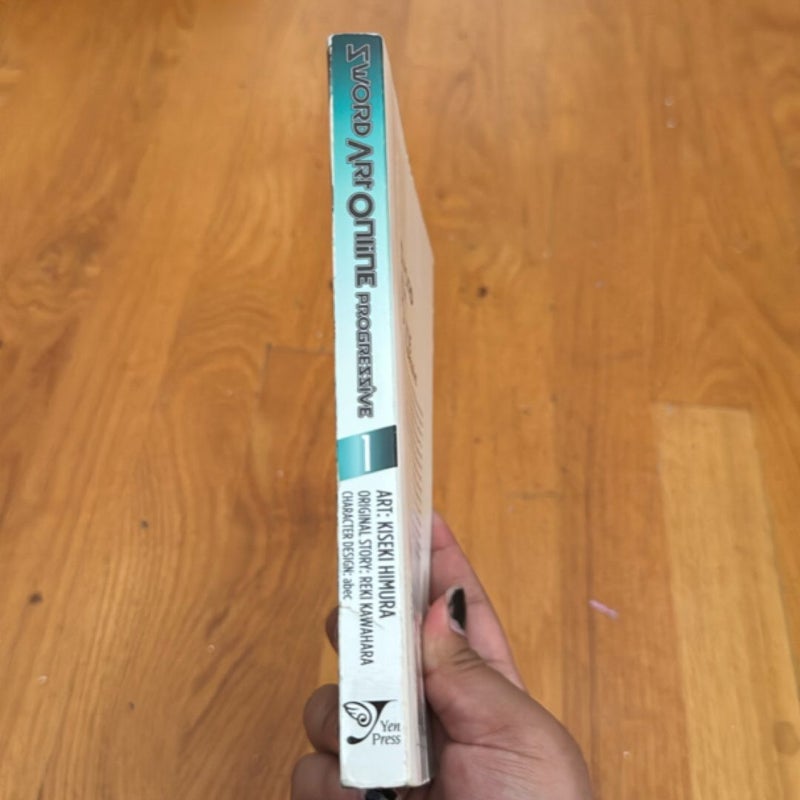 SWORD ART ONLINE PROGRESSIVE
1
ART: KISEKI HIMURA
ORIGINAL STORY: REKI KAWAHARA
CHARACTER DESIGN: abec
Yen
Press